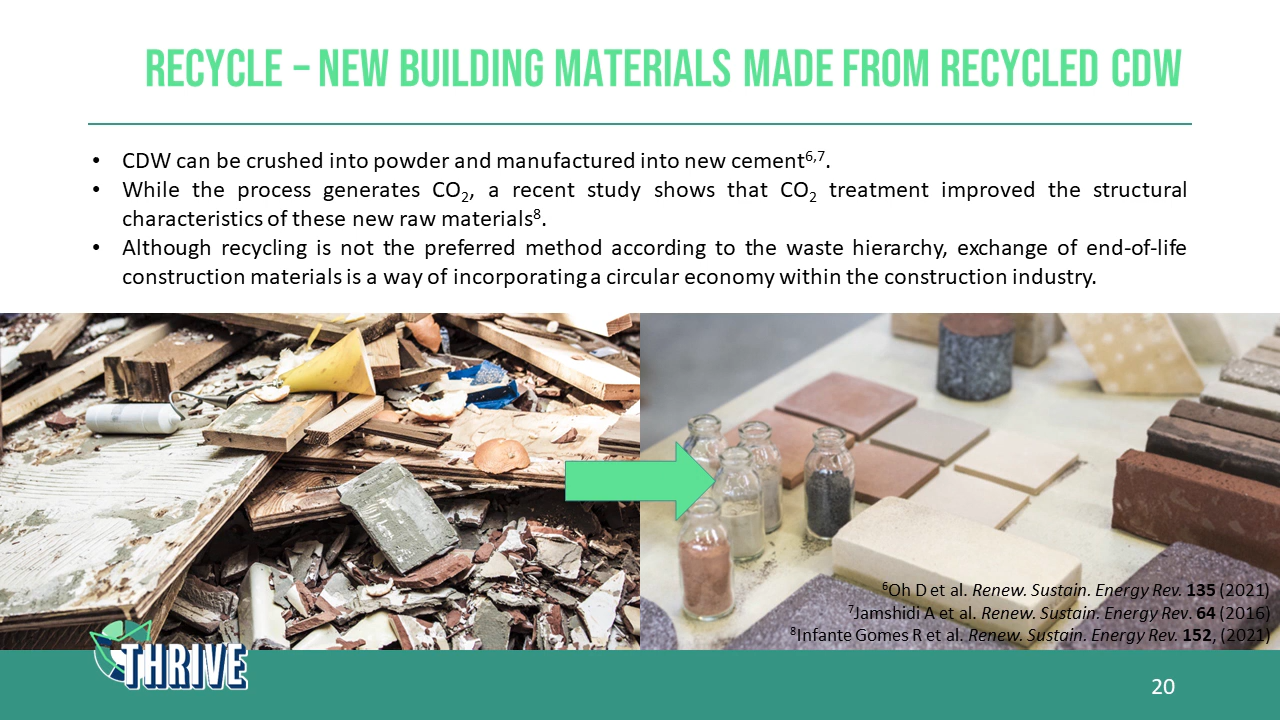 RECYCLE – NEW BUILDING MATERIALS MADE FROM RECYCLED CDW
• CDW can be crushed into powder and manufactured into new cement⁶,⁷.
• While the process generates CO₂, a recent study shows that CO₂ treatment improved the structural
characteristics of these new raw materials⁸.
• Although recycling is not the preferred method according to the waste hierarchy, exchange of end-of-life
construction materials is a way of incorporating a circular economy within the construction industry.
⁶Oh D et al. Renew. Sustain. Energy Rev. 135 (2021)
⁷Jamshidi A et al. Renew. Sustain. Energy Rev. 64 (2016)
⁸Infante Gomes R et al. Renew. Sustain. Energy Rev. 152, (2021)
THRIVE
20